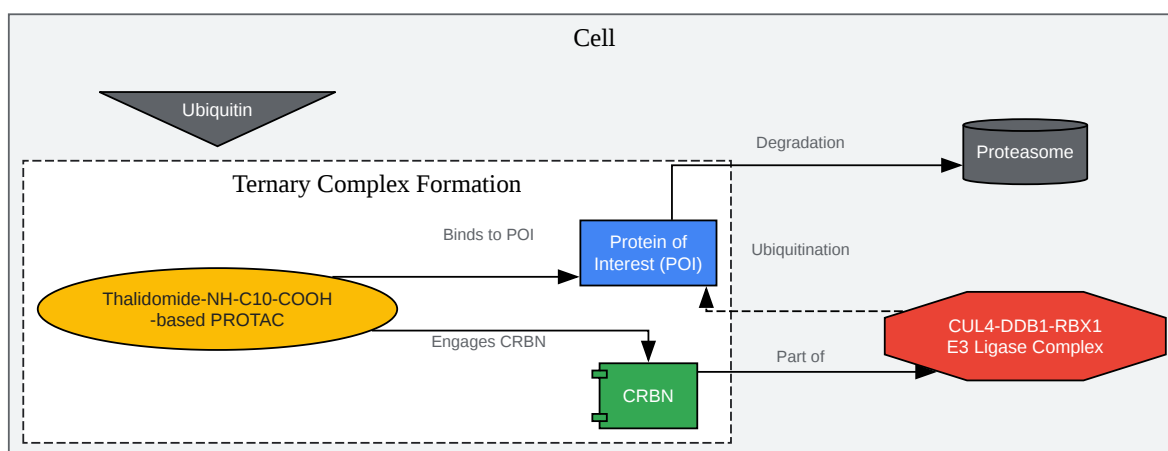 Cell
Ubiquitin
Degradation
Proteasome
Ternary Complex Formation
Binds to POI
Protein of
Interest (POI)
Ubiquitination
Thalidomide-NH-C10-COOH
-based PROTAC
Engages CRBN
CUL4-DDB1-RBX1
E3 Ligase Complex
Part of
CRBN